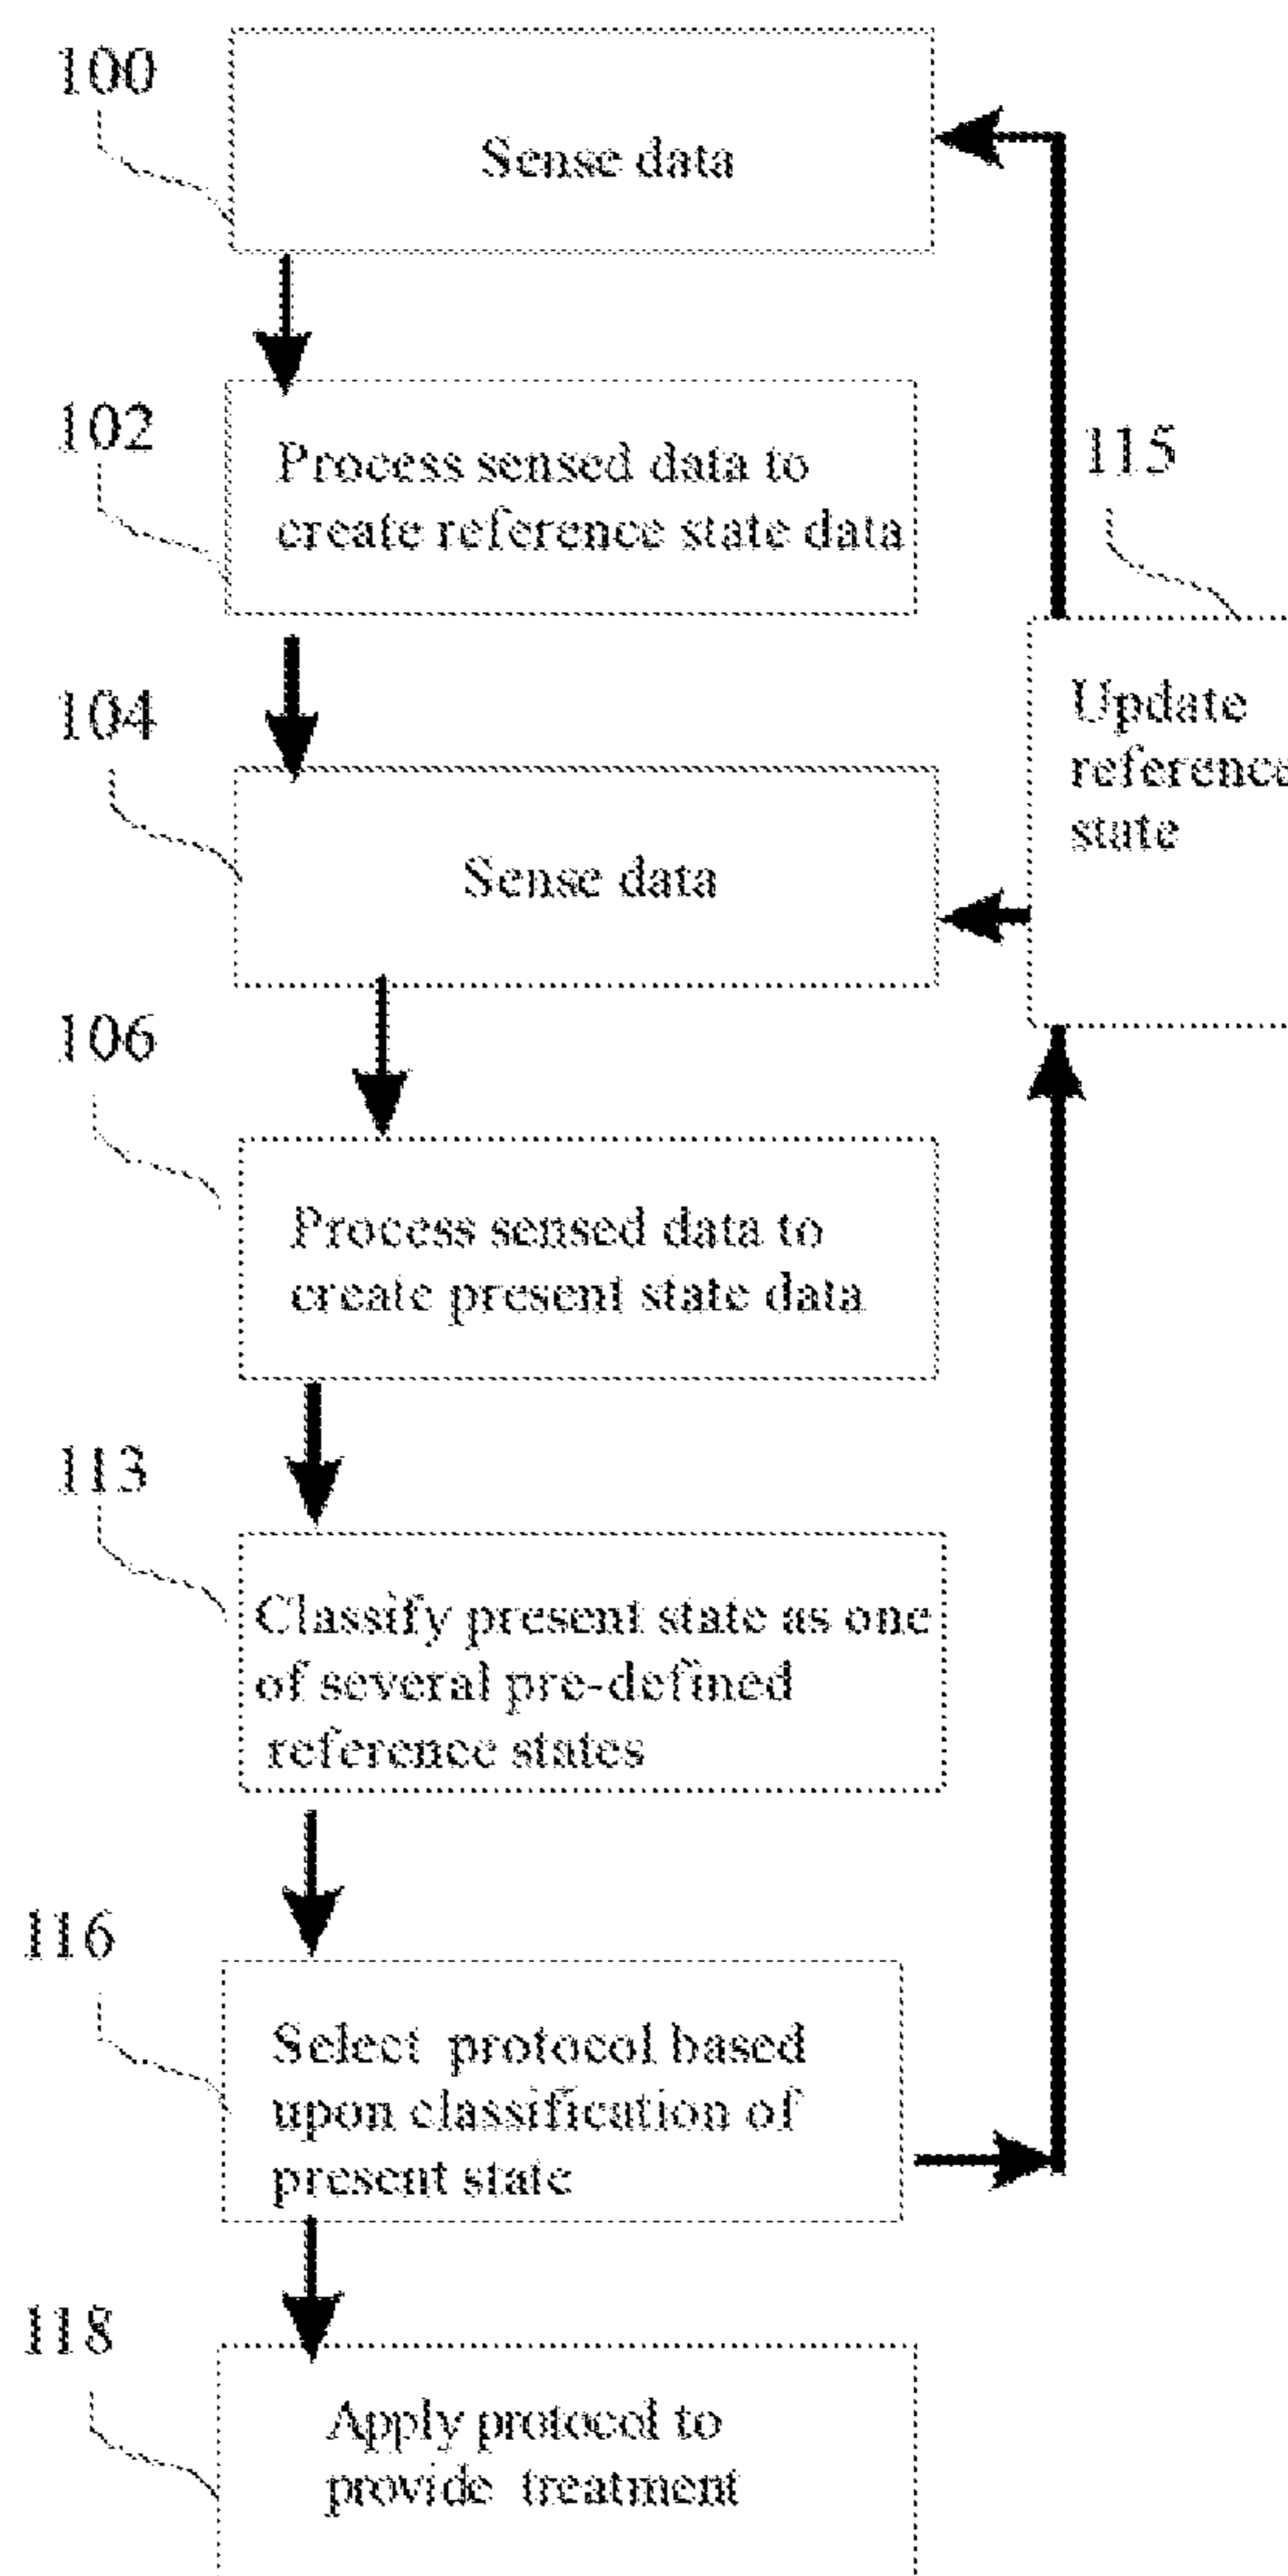 100
Sense data
102
Process sensed data to
create reference state data
115
Update
reference
state
104
Sense data
106
Process sensed data to
create present state data
113
Classify present state as one
of several pre-defined
reference states
116
Select protocol based
upon classification of
present state
118
Apply protocol to
provide treatment